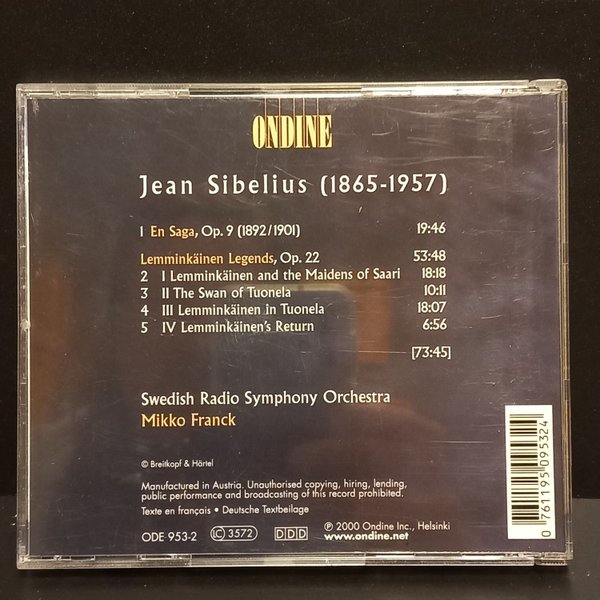 ONDINE
Jean Sibelius (1865-1957)
1 En Saga, Op. 9 (1892/1901) 19:46
Lemminkäinen Legends, Op. 22 53:48
2 I Lemminkäinen and the Maidens of Saari 18:18
3 II The Swan of Tuonela 10:11
4 III Lemminkäinen in Tuonela 18:07
5 IV Lemminkäinen's Return 6:56
[73:45]
Swedish Radio Symphony Orchestra
Mikko Franck
© Breitkopf & Härtel
Manufactured in Austria. Unauthorised copying, hiring, lending,
public performance and broadcasting of this record prohibited.
Texte en français • Deutsche Textbeilage
ODE 953-2 LC 3572 DDD
℗ 2000 Ondine Inc., Helsinki
www.ondine.net
0 761195 095324